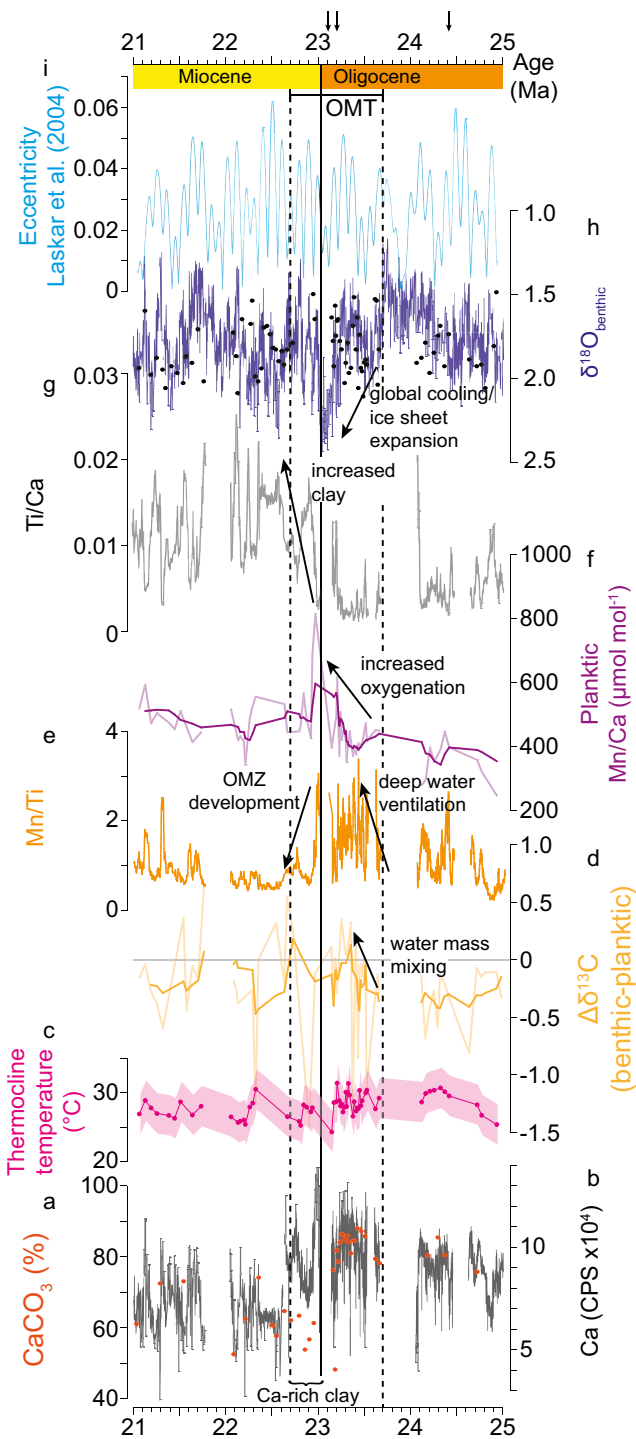 21 22 23 24 25
Age
(Ma)
Miocene Oligocene
OMT
i
Eccentricity
Laskar et al. (2004)
0.06
0.04
0.02
0
h
1.0
1.5
2.0
2.5
δ¹⁸O benthic
global cooling/
ice sheet
expansion
g
Ti/Ca
0.03
0.02
0.01
0
increased
clay
f
1000
800
600
400
200
Planktic
Mn/Ca (µmol mol⁻¹)
increased
oxygenation
e
Mn/Ti
4
2
0
OMZ
development
deep water
ventilation
d
1.0
0.5
0
-0.5
-1.0
-1.5
Δδ¹³C
(benthic-planktic)
water mass
mixing
c
Thermocline
temperature
(°C)
30
20
a
CaCO₃ (%)
100
80
60
40
b
10
5
Ca (CPS x10⁴)
Ca-rich clay
21 22 23 24 25